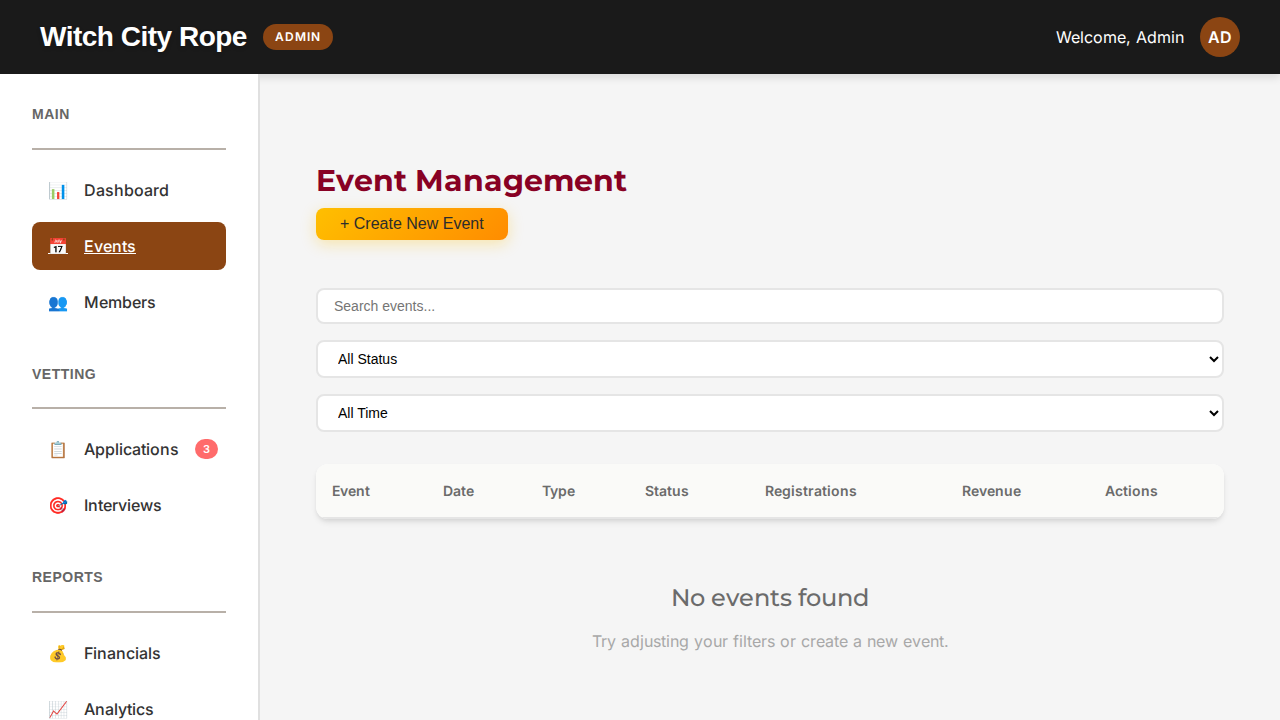 Witch City Rope
ADMIN
Welcome, Admin
AD
MAIN
Dashboard
17
Events
Members
VETTING
Applications
3
Interviews
REPORTS
Financials
Analytics
Event Management
+ Create New Event
Search events...
All Status
All Time
Event Date Type Status Registrations Revenue Actions
No events found
Try adjusting your filters or create a new event.